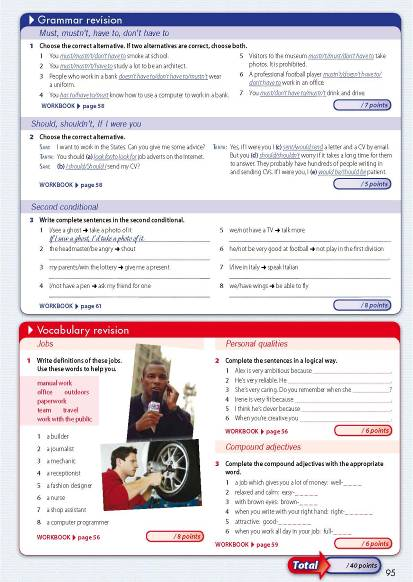 Grammar revision
Must, mustn't, have to, don't have to
1 Choose the correct alternative. If two alternatives are correct, choose both.
1 You must/mustn't/don't have to smoke at school.
2 You must/mustn't/have to study a lot to be an architect.
3 People who work in a bank doesn't have to/don't have to/mustn't wear
a uniform.
4 You has to/have to/must know how to use a computer to work in a bank.
5 Visitors to the museum mustn't/must/don't have to take
photos. It is prohibited.
6 A professional football player mustn't/doesn't have to/
don't have to work in an office.
7 You must/don't have to/mustn't drink and drive.
WORKBOOK page 58
/ 7 points
Should, shouldn't, If I were you
2 Choose the correct alternative.
SAM: I want to work in the States. Can you give me some advice?
TANYA: You should (a) look for/to look for job adverts on the Internet.
SAM: (b) I should/Should I send my CV?
TANYA: Yes, if I were you I (c) send/would send a letter and a CV by email.
But you (d) should/shouldn't worry if it takes a long time for them
to answer. They probably have hundreds of people writing in
and sending CVs. If I were you, I (e) would be/should be patient.
WORKBOOK page 58
/ 5 points
Second conditional
3 Write complete sentences in the second conditional.
1 I/see a ghost → take a photo of it
If I saw a ghost, I'd take a photo of it.
2 the headmaster/be angry → shout
3 my parents/win the lottery → give me a present
4 I/not have a pen → ask my friend for one
5 we/not have a TV → talk more
6 he/not be very good at football → not play in the first division
7 I/live in Italy → speak Italian
8 we/have wings → be able to fly
WORKBOOK page 61
/ 8 points
Vocabulary revision
Jobs
1 Write definitions of these jobs.
Use these words to help you.
manual work
office outdoors
paperwork
team travel
work with the public
1 a builder
2 a journalist
3 a mechanic
4 a receptionist
5 a fashion designer
6 a nurse
7 a shop assistant
8 a computer programmer
WORKBOOK page 56
/ 8 points
Personal qualities
2 Complete the sentences in a logical way.
1 Alex is very ambitious because
2 He's very reliable. He
3 She's very caring. Do you remember when she ?
4 Irene is very fit because
5 I think he's clever because
6 When you're creative you
WORKBOOK page 56
/ 6 points
Compound adjectives
3 Complete the compound adjectives with the appropriate
word.
1 a job which gives you a lot of money: well-_ _ _ _
2 relaxed and calm: easy-_ _ _ _ _
3 with brown eyes: brown-_ _ _ _
4 when you write with your right hand: right-_ _ _ _ _ _
5 attractive: good-_ _ _ _ _ _ _
6 when you work all day in your job: full-_ _ _ _
WORKBOOK page 59
/ 6 points
Total
/ 40 points
95